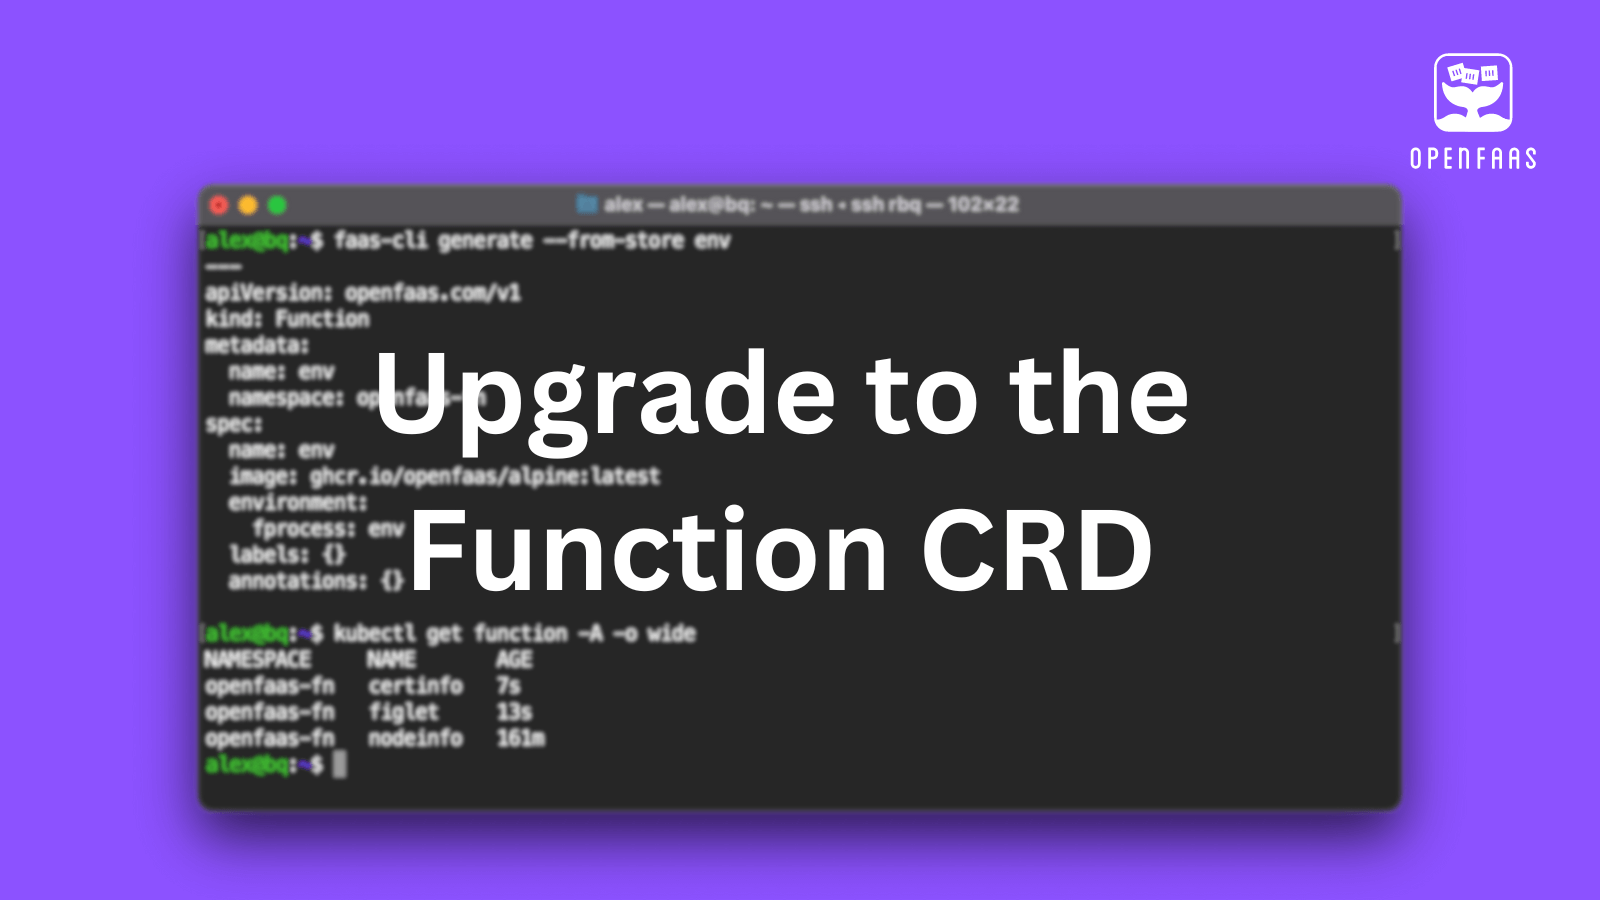 OPENFAAS
alex — alex@bq: ~ — ssh • ssh rbq — 102×22
[alex@bq:~$ faas-cli generate --from-store env ]
---
apiVersion: openfaas.com/v1
kind: Function
metadata:
name: env
namespace: openfaas-fn
spec:
name: env
image: ghcr.io/openfaas/alpine:latest
environment:
fprocess: env
labels: {}
annotations: {}
Upgrade to the
Function CRD
[alex@bq:~$ kubectl get function -A -o wide ]
NAMESPACE NAME AGE
openfaas-fn certinfo 7s
openfaas-fn figlet 13s
openfaas-fn nodeinfo 161m
alex@bq:~$